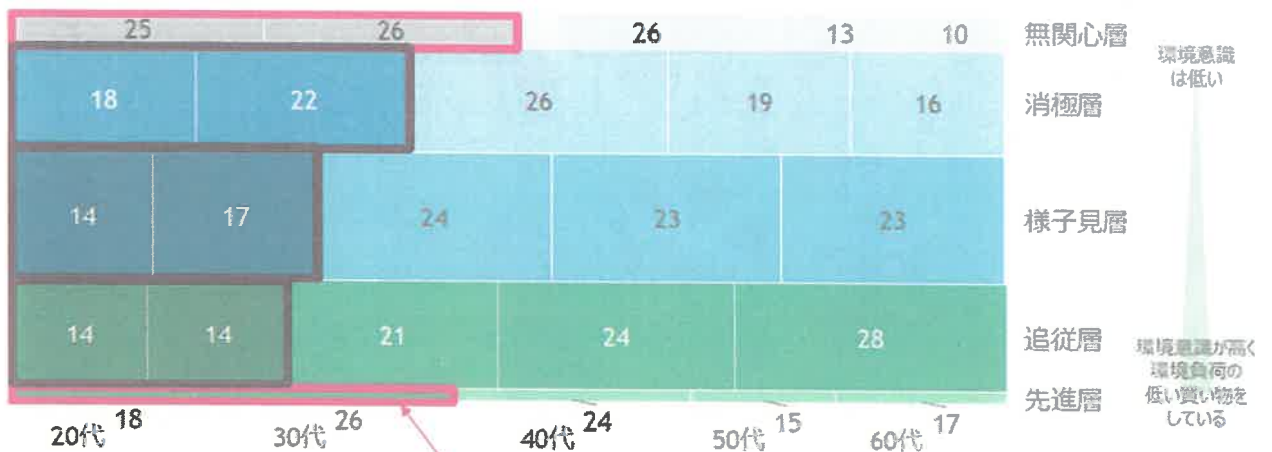 25 26 26 13 10 無関心層
環境意識
は低い
18 22 26 19 16 消極層
14 17 24 23 23 様子見層
14 14 21 24 28 追従層
環境意識が高く
環境負荷の
低い買い物を
している
先進層
20代 18 30代 26 40代 24 50代 15 60代 17